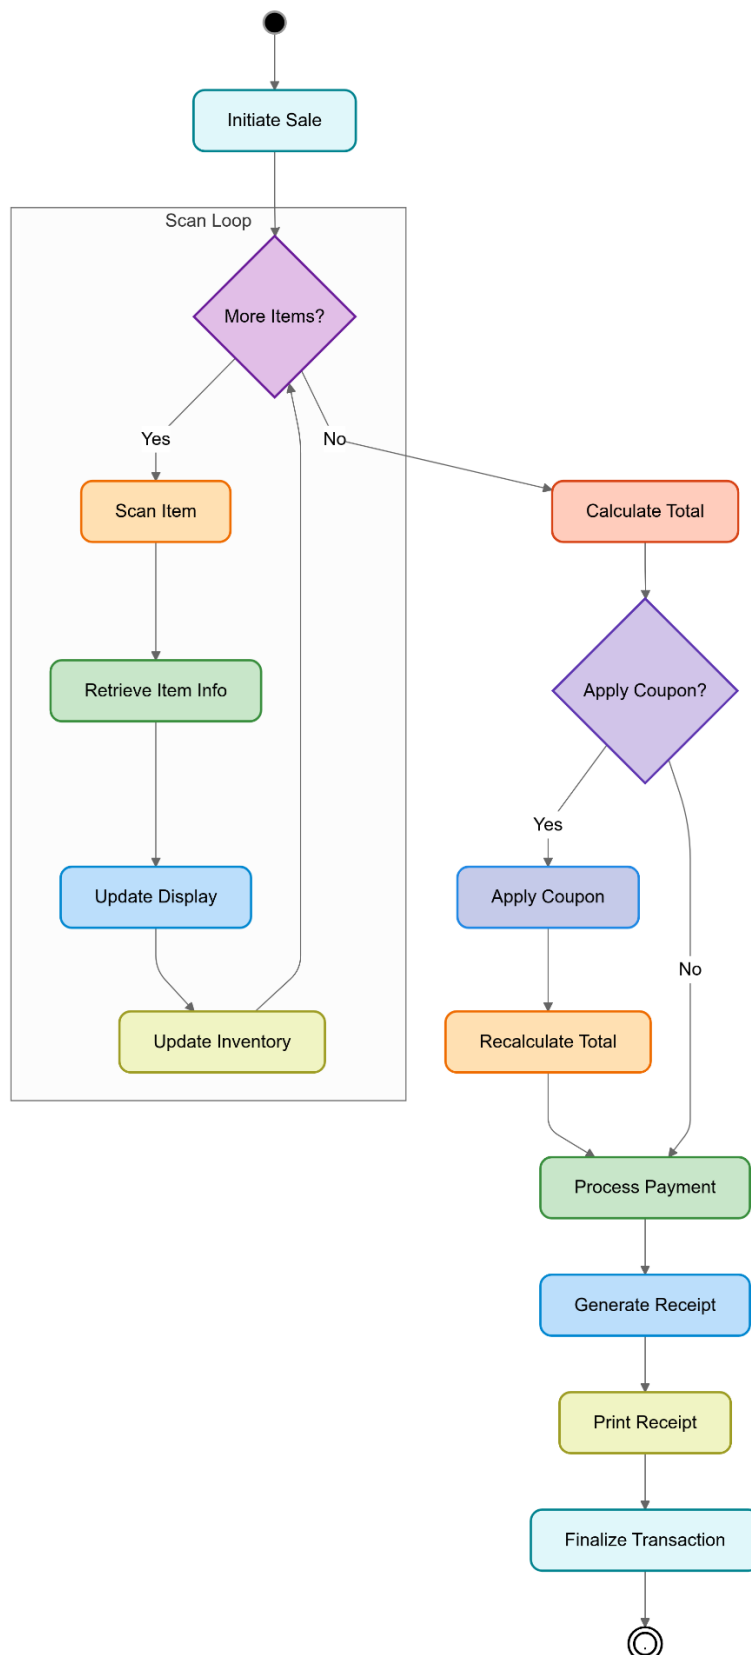 Initiate Sale
Scan Loop
More Items?
Yes
No
Scan Item
Calculate Total
Retrieve Item Info
Apply Coupon?
Yes
Update Display
Apply Coupon
No
Update Inventory
Recalculate Total
Process Payment
Generate Receipt
Print Receipt
Finalize Transaction